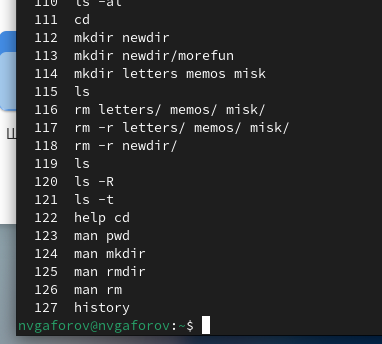 110 ls -al
111 cd
112 mkdir newdir
113 mkdir newdir/morefun
114 mkdir letters memos misk
115 ls
116 rm letters/ memos/ misk/
117 rm -r letters/ memos/ misk/
118 rm -r newdir/
119 ls
120 ls -R
121 ls -t
122 help cd
123 man pwd
124 man mkdir
125 man rmdir
126 man rm
127 history
nvgaforov@nvgaforov:~$